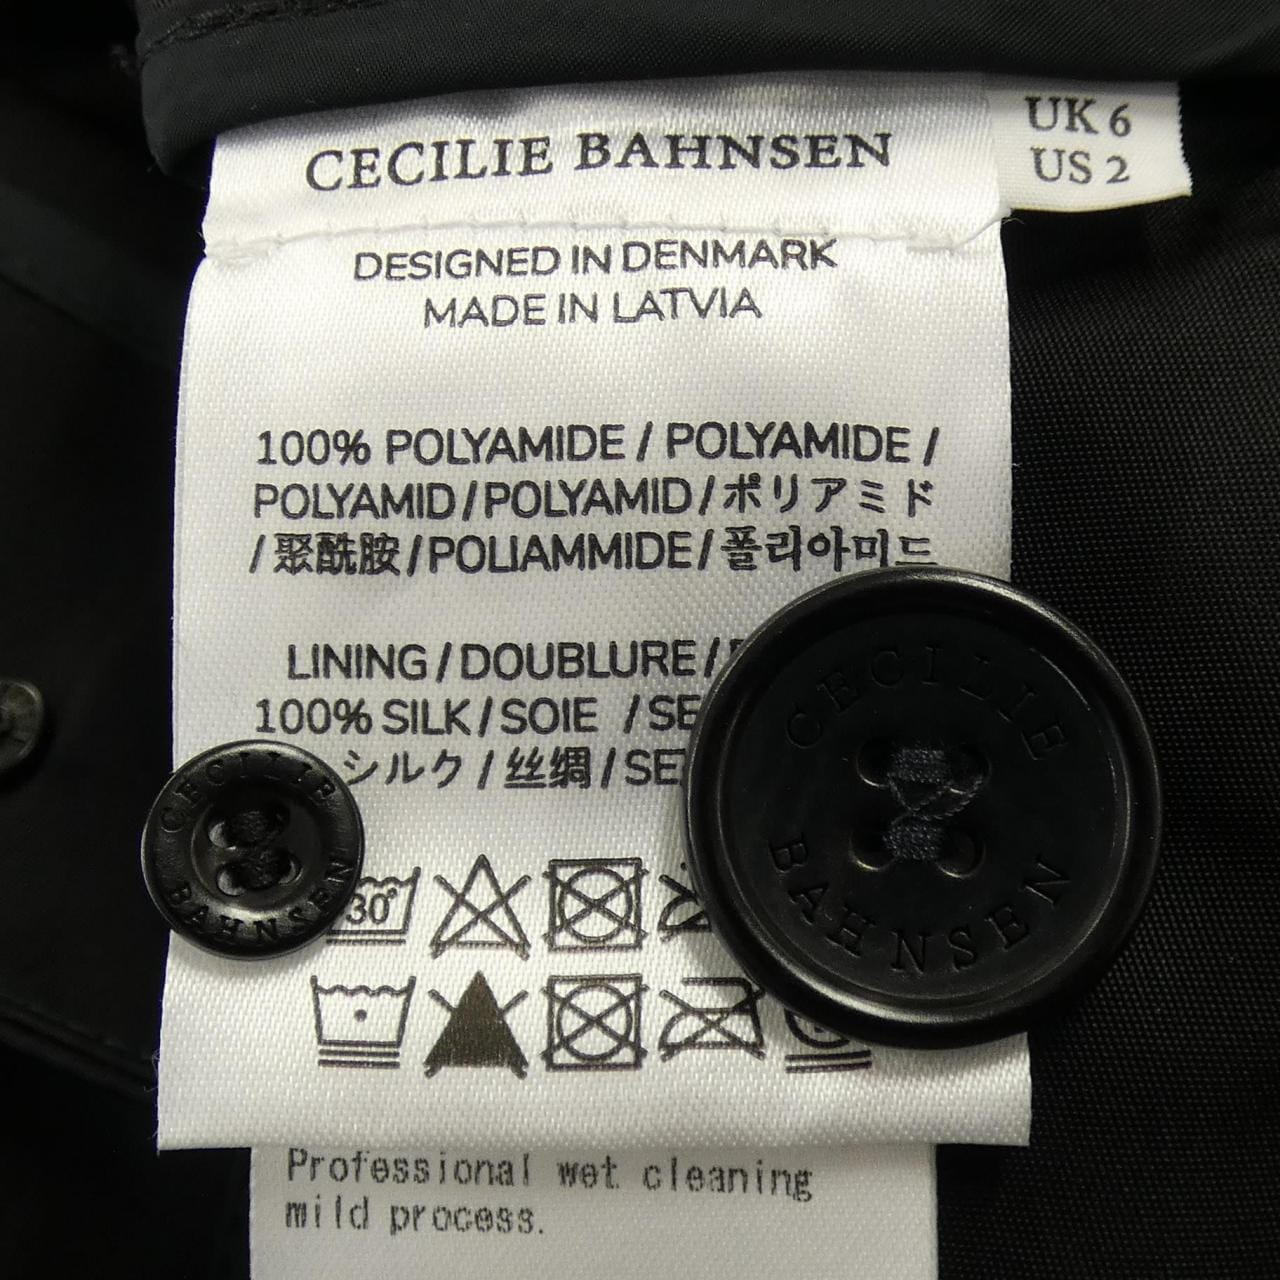 CECILIE BAHNSEN
UK 6
US 2
DESIGNED IN DENMARK
MADE IN LATVIA
100% POLYAMIDE / POLYAMIDE /
POLYAMID / POLYAMID / ポリアミド
/ 聚酰胺 / POLIAMMIDE / 폴리아미드
LINING / DOUBLURE /
100% SILK / SOIE / SE
シルク / 丝绸 / SE
CECILIE
BAHNSEN
CECILIE
BAHNSEN
30°
Professional wet cleaning
mild process.